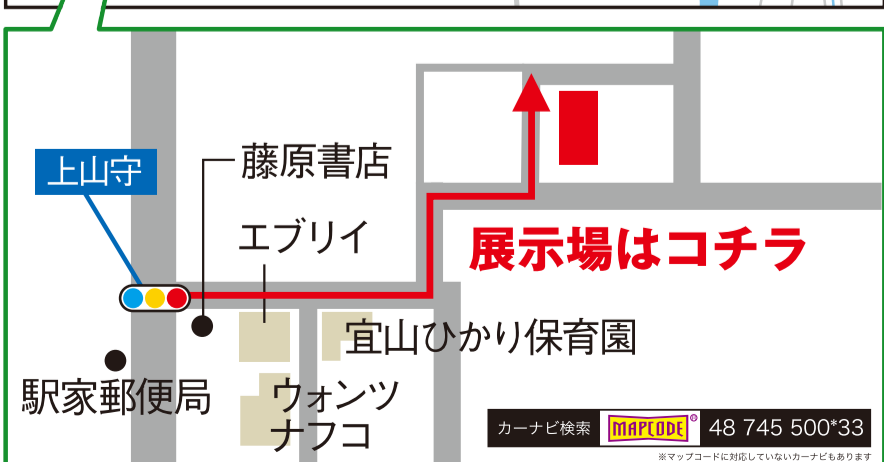 藤原書店
上山守
エブリイ
展示場はコチラ
宜山ひかり保育園
駅家郵便局
ウォンツ
ナフコ
カーナビ検索 MAPCODE® 48 745 500*33
※マップコードに対応していないカーナビもあります